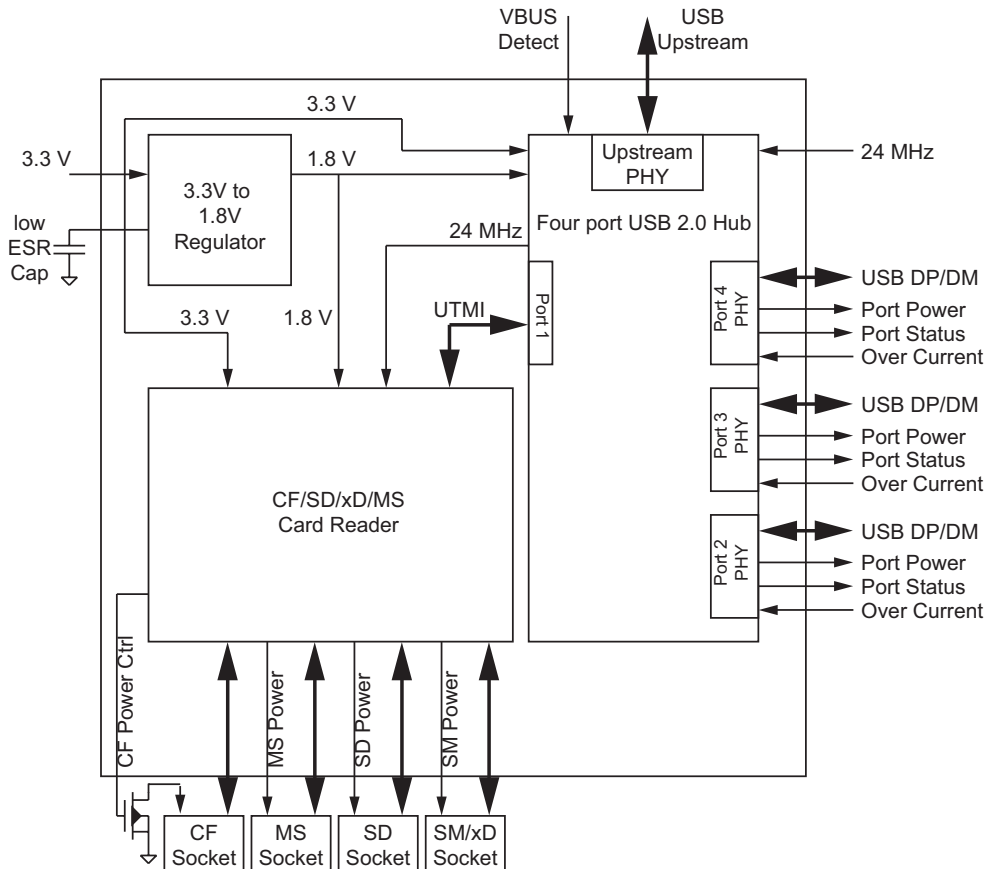 VBUS
Detect
USB
Upstream
3.3 V
3.3 V
1.8 V
Upstream
PHY
24 MHz
3.3V to
1.8V
Regulator
low
ESR
Cap
Four port USB 2.0 Hub
24 MHz
Port 1
UTMI
3.3 V
1.8 V
Port 4
PHY
USB DP/DM
Port Power
Port Status
Over Current
Port 3
PHY
USB DP/DM
Port Power
Port Status
Over Current
Port 2
PHY
USB DP/DM
Port Power
Port Status
Over Current
CF/SD/xD/MS
Card Reader
CF Power Ctrl
MS Power
SD Power
SM Power
CF
Socket
MS
Socket
SD
Socket
SM/xD
Socket